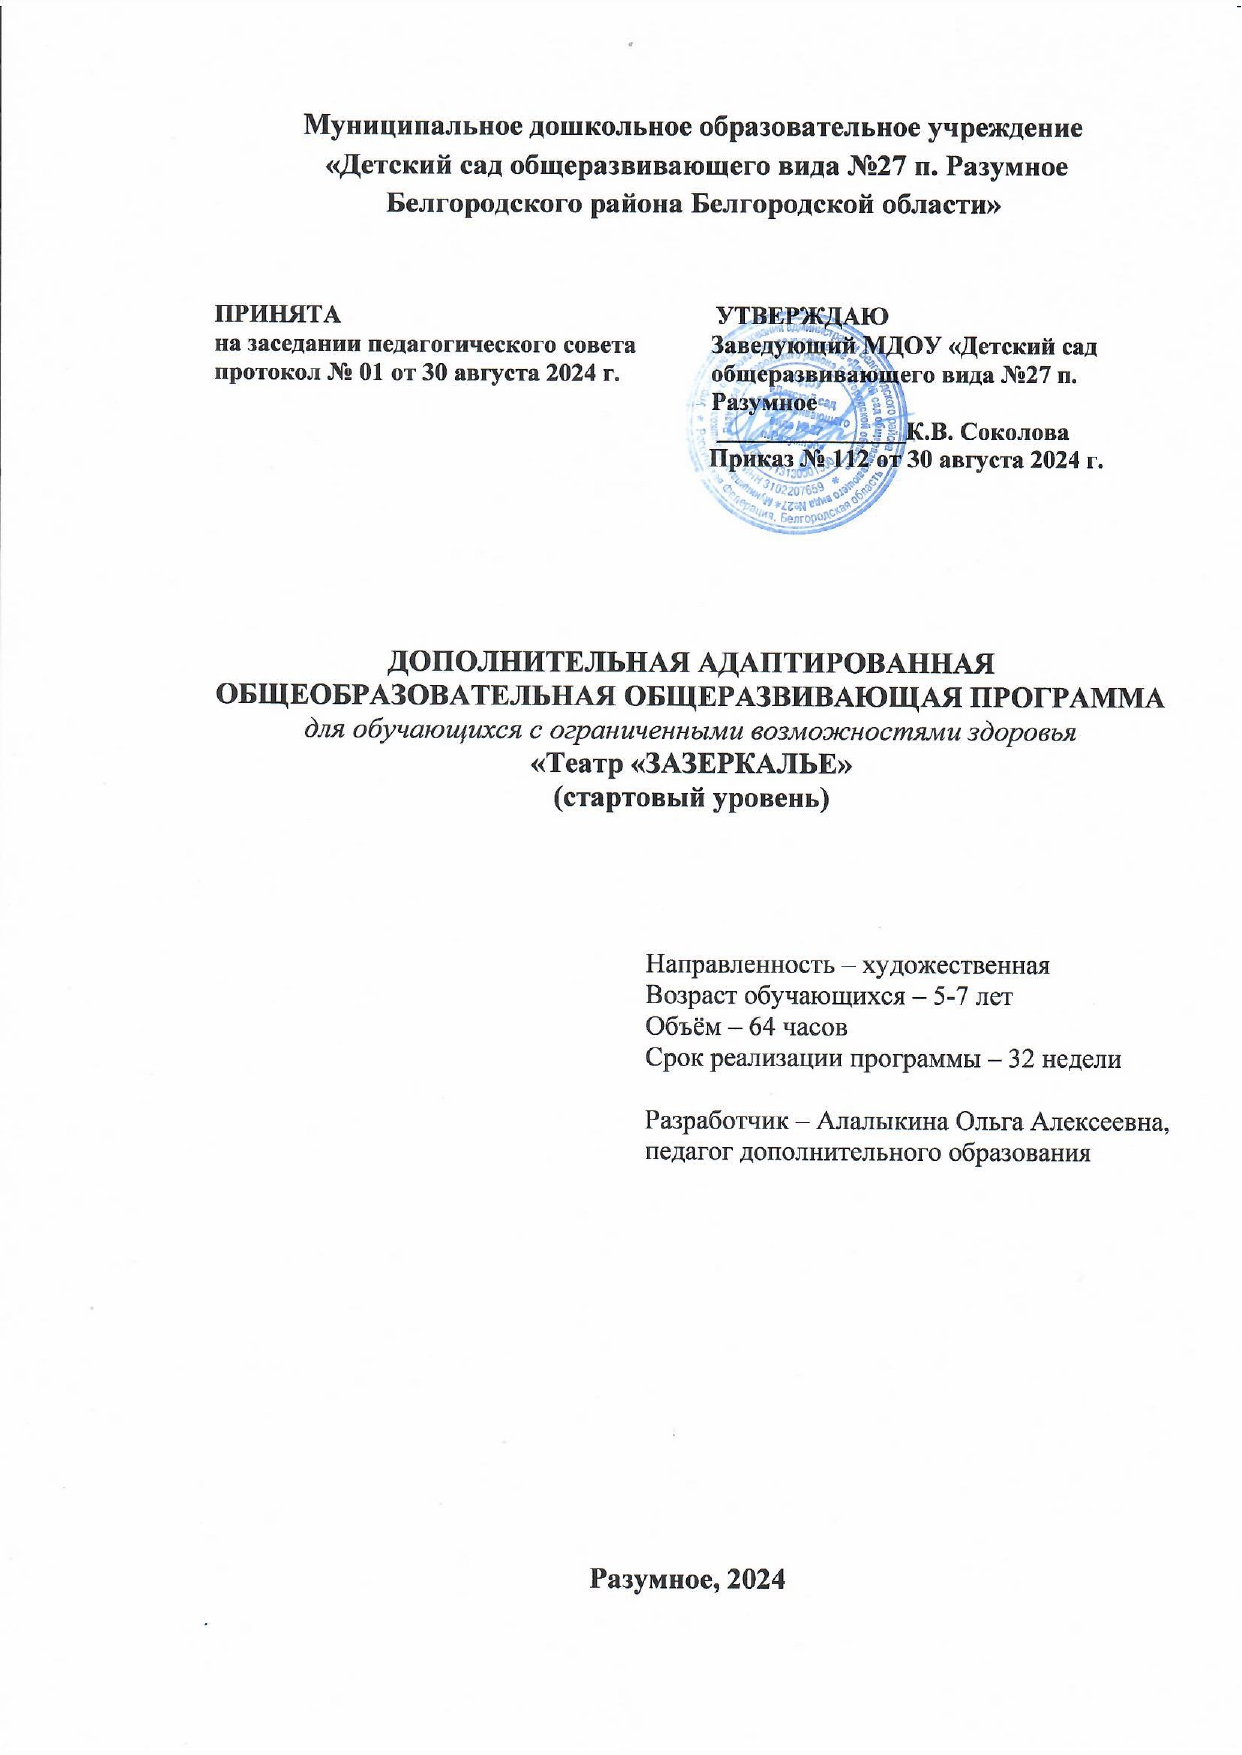 Муниципальное дошкольное образовательное учреждение
«Детский сад общеразвивающего вида №27 п. Разумное
Белгородского района Белгородской области»
ПРИНЯТА
на заседании педагогического совета
протокол № 01 от 30 августа 2024 г.
УТВЕРЖДАЮ
Заведующий МДОУ «Детский сад
общеразвивающего вида №27 п.
Разумное
_______________К.В. Соколова
Приказ № 112 от 30 августа 2024 г.
3102207659
Белгородская область
ДОПОЛНИТЕЛЬНАЯ АДАПТИРОВАННАЯ
ОБЩЕОБРАЗОВАТЕЛЬНАЯ ОБЩЕРАЗВИВАЮЩАЯ ПРОГРАММА
для обучающихся с ограниченными возможностями здоровья
«Театр «ЗАЗЕРКАЛЬЕ»
(стартовый уровень)
Направленность – художественная
Возраст обучающихся – 5-7 лет
Объём – 64 часов
Срок реализации программы – 32 недели
Разработчик – Алалыкина Ольга Алексеевна,
педагог дополнительного образования
Разумное, 2024